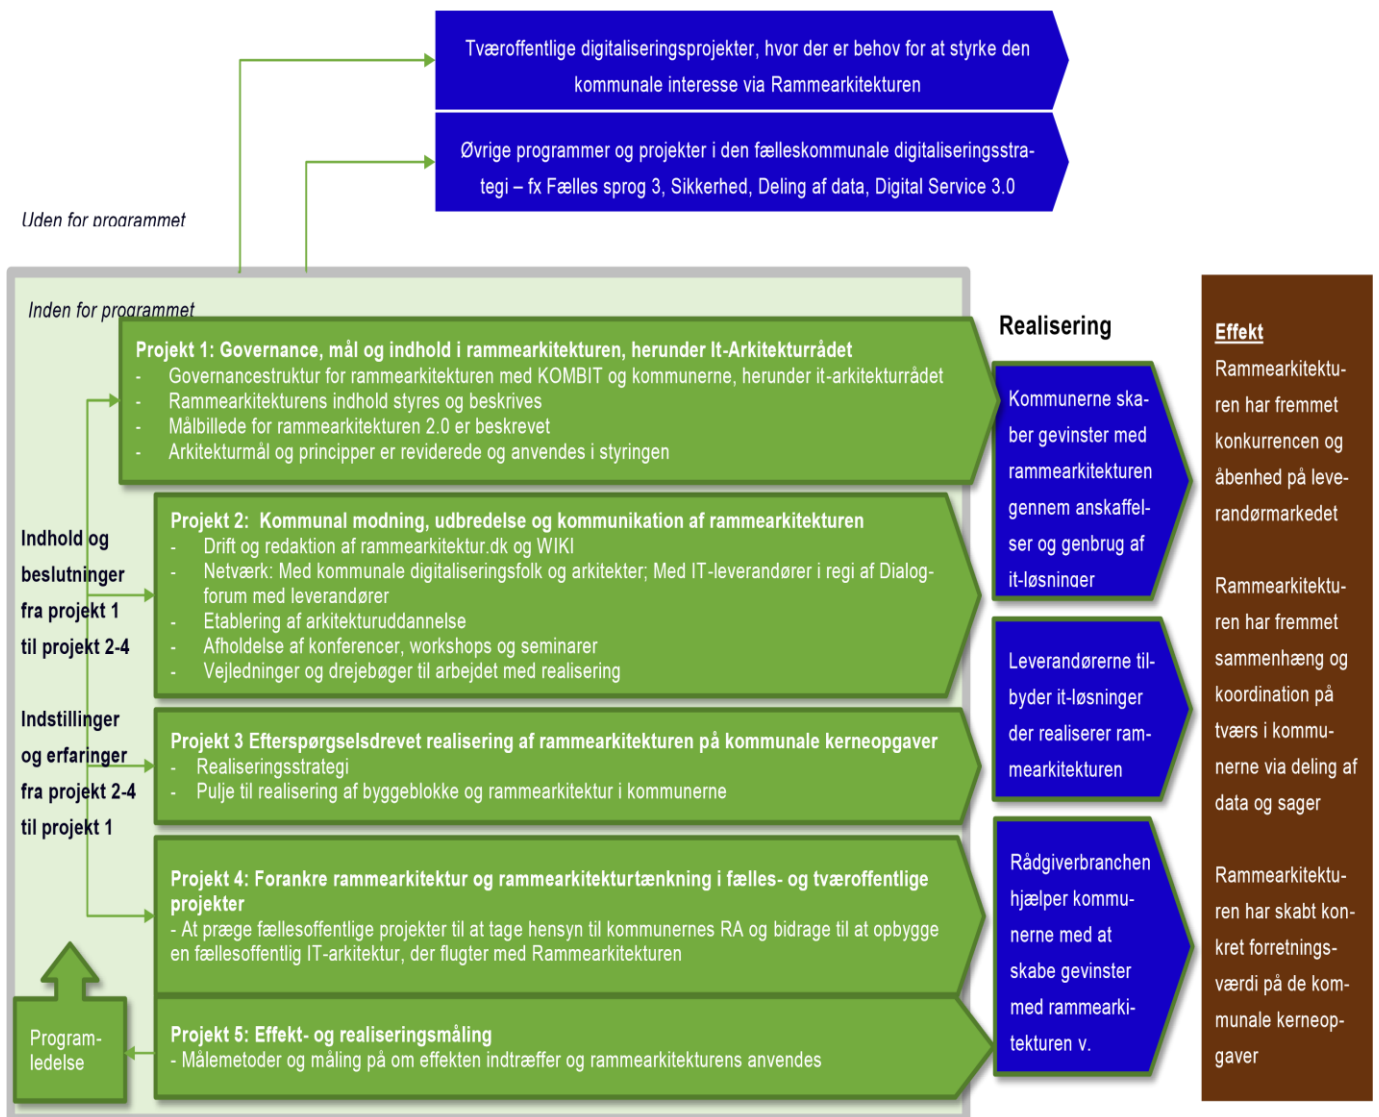 Tværoffentlige digitaliseringsprojekter, hvor der er behov for at styrke den
kommunale interesse via Rammearkitekturen
Øvrige programmer og projekter i den fælleskommunale digitaliseringsstra-
tegi – fx Fælles sprog 3, Sikkerhed, Deling af data, Digital Service 3.0
Uden for programmet
Inden for programmet
Projekt 1: Governance, mål og indhold i rammearkitekturen, herunder It-Arkitekturrådet
- Governancestruktur for rammearkitekturen med KOMBIT og kommunerne, herunder it-arkitekturrådet
- Rammearkitekturens indhold styres og beskrives
- Målbillede for rammearkitekturen 2.0 er beskrevet
- Arkitekturmål og principper er reviderede og anvendes i styringen
Indhold og
beslutninger
fra projekt 1
til projekt 2-4
Indstillinger
og erfaringer
fra projekt 2-4
til projekt 1
Projekt 2: Kommunal modning, udbredelse og kommunikation af rammearkitekturen
- Drift og redaktion af rammearkitektur.dk og WIKI
- Netværk: Med kommunale digitaliseringsfolk og arkitekter; Med IT-leverandører i regi af Dialog-
forum med leverandører
- Etablering af arkitekturuddannelse
- Afholdelse af konferencer, workshops og seminarer
- Vejledninger og drejebøger til arbejdet med realisering
Projekt 3 Efterspørgselsdrevet realisering af rammearkitekturen på kommunale kerneopgaver
- Realiseringsstrategi
- Pulje til realisering af byggeblokke og rammearkitektur i kommunerne
Projekt 4: Forankre rammearkitektur og rammearkitekturtænkning i fælles- og tværoffentlige
projekter
- At præge fællesoffentlige projekter til at tage hensyn til kommunernes RA og bidrage til at opbygge
en fællesoffentlig IT-arkitektur, der flugter med Rammearkitekturen
Projekt 5: Effekt- og realiseringsmåling
- Målemetoder og måling på om effekten indtræffer og rammearkitekturens anvendes
Program-
ledelse
Realisering
Kommunerne ska-
ber gevinster med
rammearkitekturen
gennem anskaffel-
ser og genbrug af
it-løsninger
Leverandørerne til-
byder it-løsninger
der realiserer ram-
mearkitekturen
Rådgiverbranchen
hjælper kommu-
nerne med at
skabe gevinster
med rammearki-
tekturen v.
Effekt
Rammearkitektu-
ren har fremmet
konkurrencen og
åbenhed på leve-
randørmarkedet
Rammearkitektu-
ren har fremmet
sammenhæng og
koordination på
tværs i kommu-
nerne via deling af
data og sager
Rammearkitektu-
ren har skabt kon-
kret forretnings-
værdi på de kom-
munale kerneop-
gaver